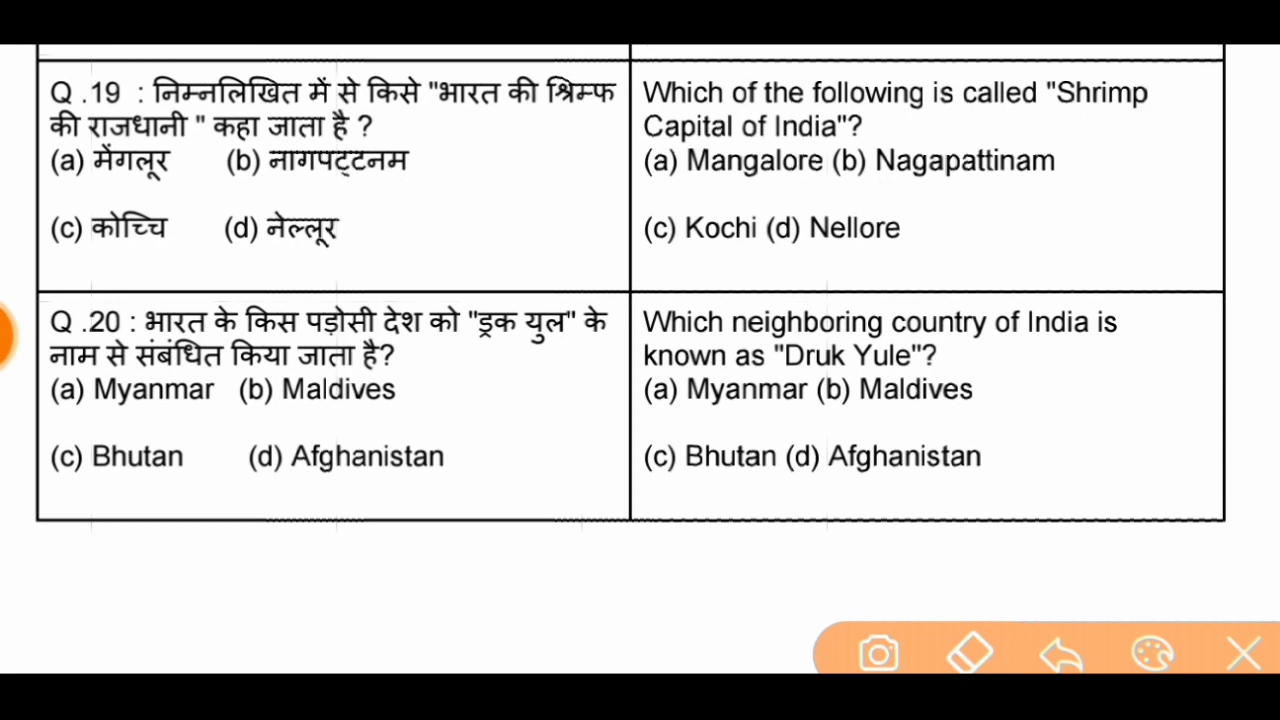 Q .19 : निम्नलिखित में से किसे "भारत की श्रिम्फ
की राजधानी " कहा जाता है ?
(a) मेंगलूर (b) नागपट्टनम
(c) कोच्चि (d) नेल्लूर
Which of the following is called "Shrimp
Capital of India"?
(a) Mangalore (b) Nagapattinam
(c) Kochi (d) Nellore
Q .20 : भारत के किस पड़ोसी देश को "ड्रक युल" के
नाम से संबंधित किया जाता है?
(a) Myanmar (b) Maldives
(c) Bhutan (d) Afghanistan
Which neighboring country of India is
known as "Druk Yule"?
(a) Myanmar (b) Maldives
(c) Bhutan (d) Afghanistan